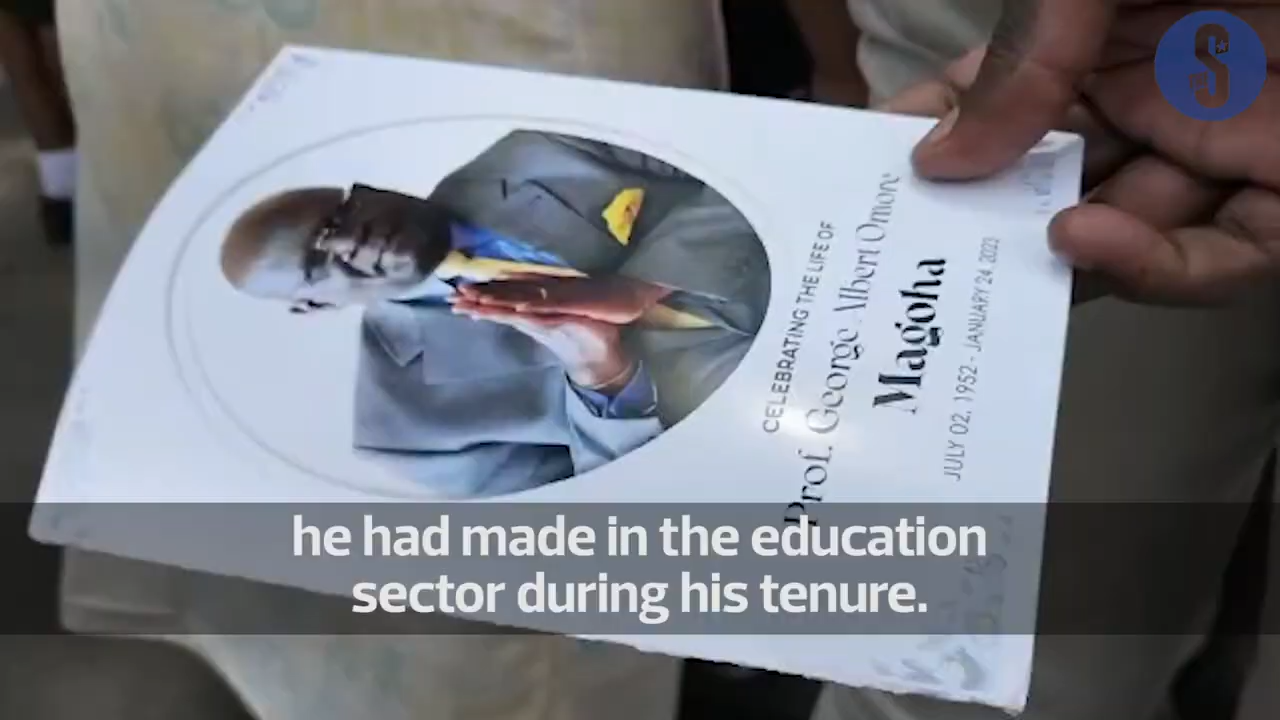 S
CELEBRATING THE LIFE OF
Prof. George Albert Omore
Magoha
JULY 02, 1952 - JANUARY 24, 2023
he had made in the education
sector during his tenure.